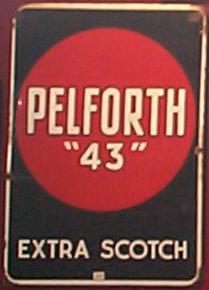 PELFORTH
"43"
EXTRA SCOTCH